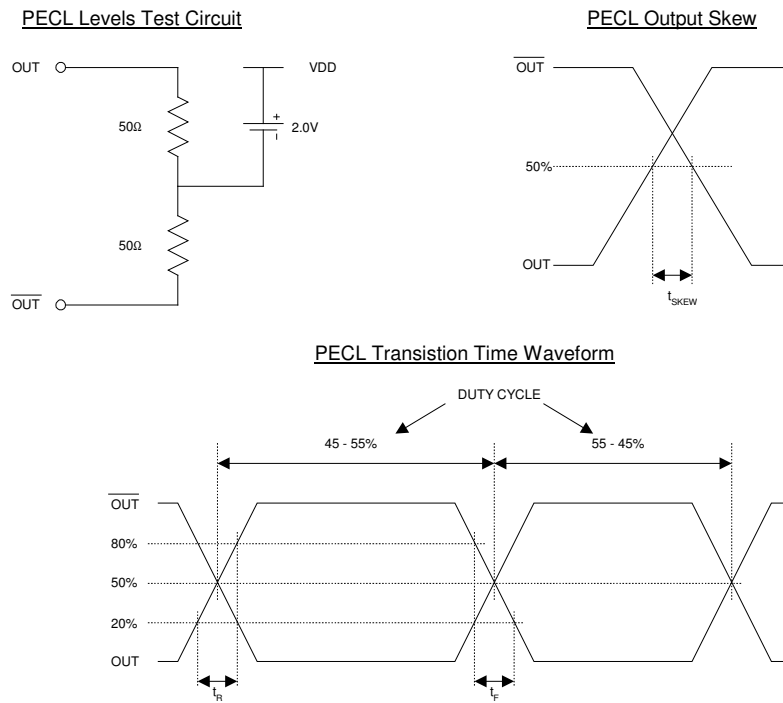 PECL Levels Test Circuit
OUT
VDD
50Ω
+
2.0V
−
50Ω
OUT
PECL Output Skew
OUT
50%
OUT
tSKEW
PECL Transistion Time Waveform
DUTY CYCLE
45 - 55%
55 - 45%
OUT
80%
50%
20%
OUT
tR
tF